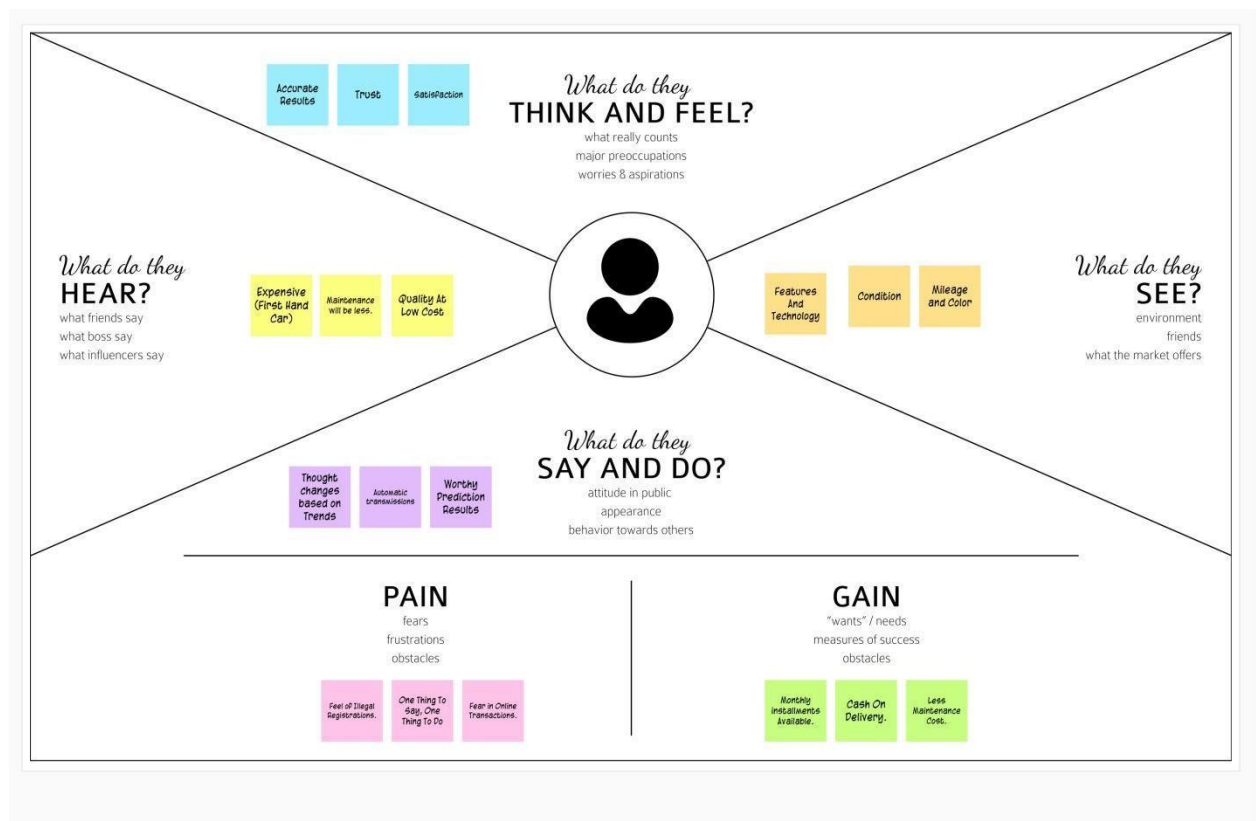 Accurate
Results
Trust
Satisfaction
What do they
THINK AND FEEL?
what really counts
major preoccupations
worries & aspirations
What do they
HEAR?
what friends say
what boss say
what influencers say
Expensive
(First Hand
Car)
Maintenance
will be less.
Quality At
Low Cost
Features
And
Technology
Condition
Mileage
and Color
What do they
SEE?
environment
friends
what the market offers
What do they
SAY AND DO?
attitude in public
appearance
behavior towards others
Thought
changes
based on
Trends
Automatic
transmissions
Worthy
Prediction
Results
PAIN
fears
frustrations
obstacles
Feel of Illegal
Registrations.
One Thing To
Say, One
Thing To Do
Fear in Online
Transactions.
GAIN
"wants" / needs
measures of success
obstacles
Monthly
Installments
Available.
Cash On
Delivery.
Less
Maintenance
Cost.